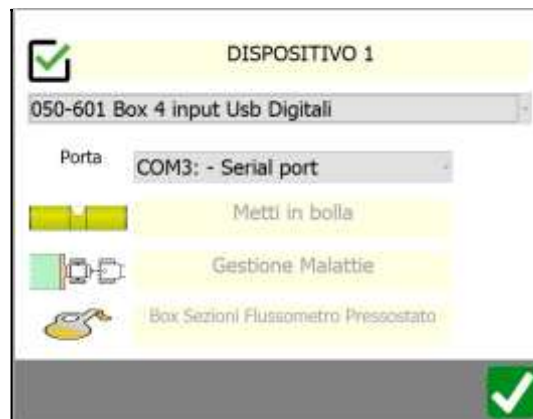 DISPOSITIVO 1
050-601 Box 4 input Usb Digitali
Porta
COM3: - Serial port
Metti in bolla
Gestione Malattie
Box Sezioni Flussometro Pressostato